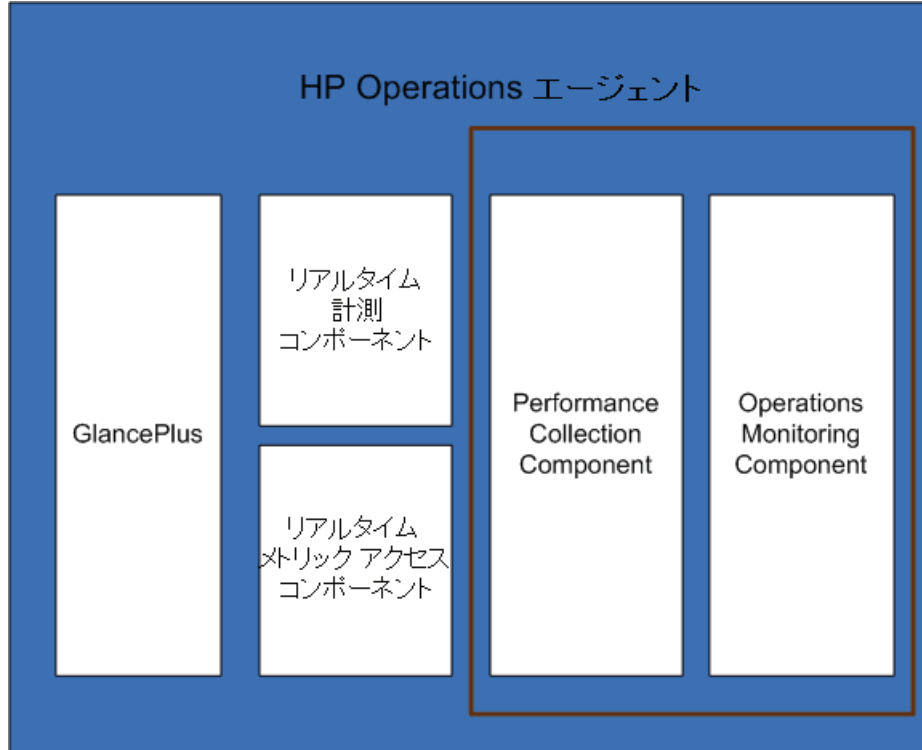 HP Operations エージェント
GlancePlus
リアルタイム
計測
コンポーネント
リアルタイム
メトリック アクセス
コンポーネント
Performance
Collection
Component
Operations
Monitoring
Component